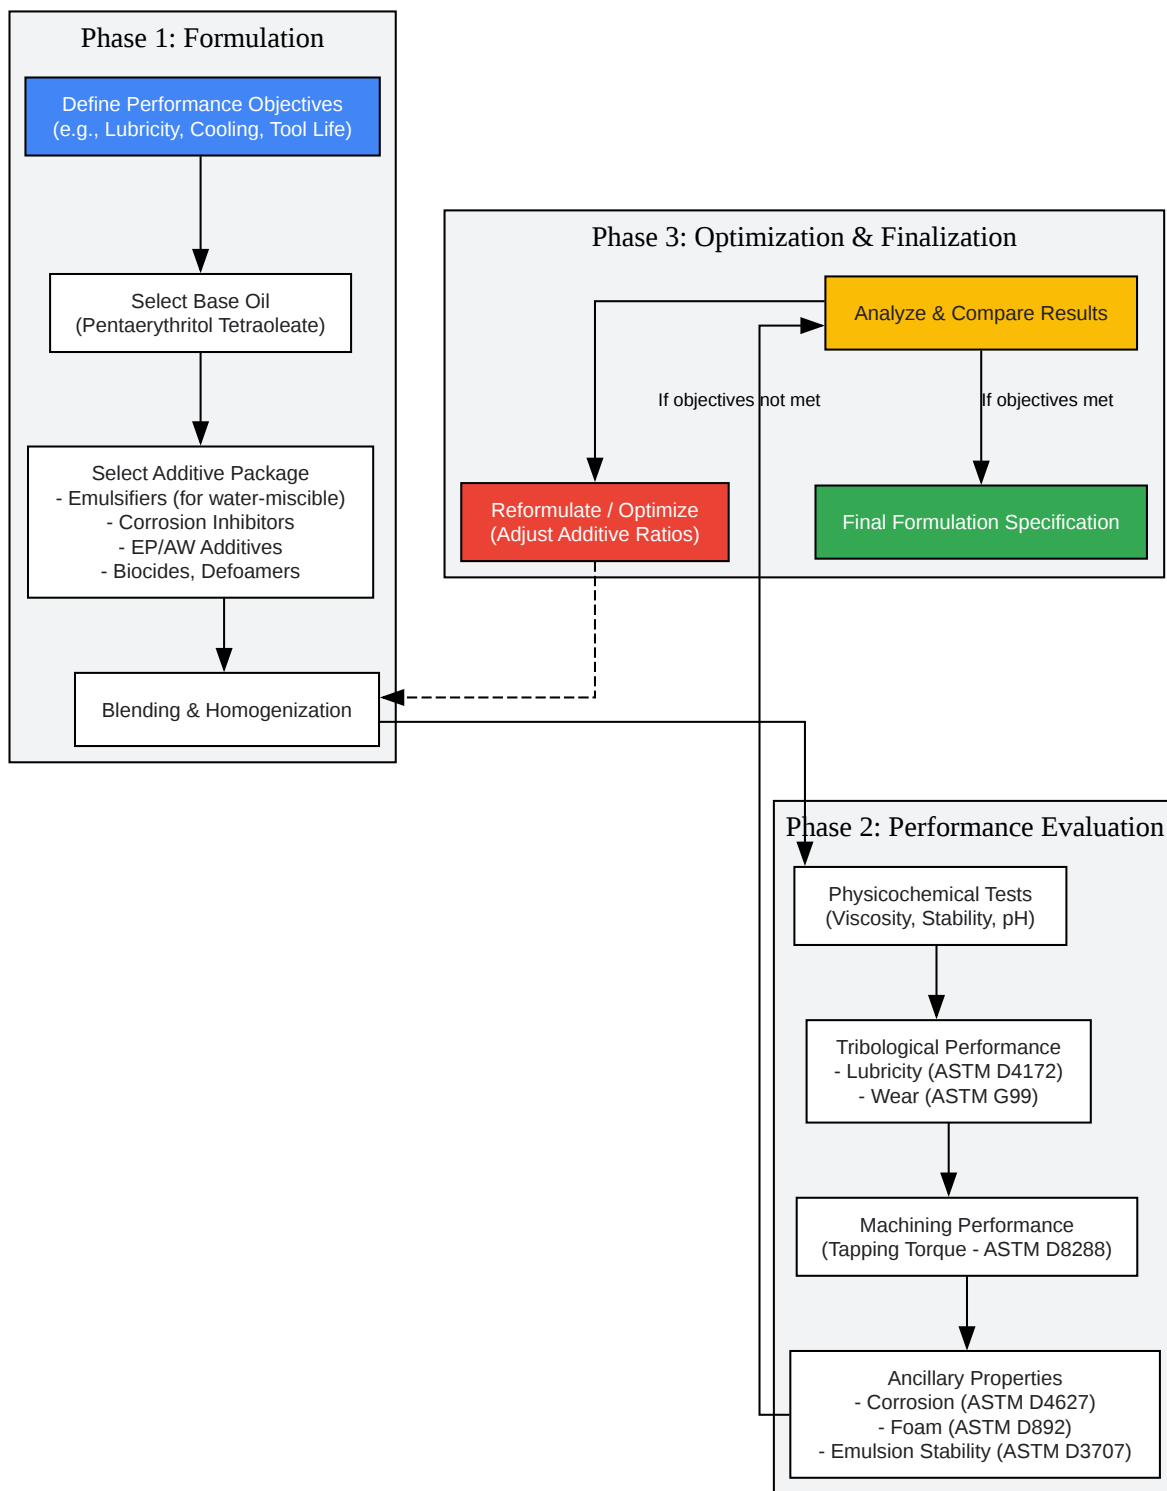 Phase 1: Formulation
Define Performance Objectives
(e.g., Lubricity, Cooling, Tool Life)
Select Base Oil
(Pentaerythritol Tetraoleate)
Select Additive Package
- Emulsifiers (for water-miscible)
- Corrosion Inhibitors
- EP/AW Additives
- Biocides, Defoamers
Blending & Homogenization
Phase 3: Optimization & Finalization
Analyze & Compare Results
If objectives not met
If objectives met
Reformulate / Optimize
(Adjust Additive Ratios)
Final Formulation Specification
Phase 2: Performance Evaluation
Physicochemical Tests
(Viscosity, Stability, pH)
Tribological Performance
- Lubricity (ASTM D4172)
- Wear (ASTM G99)
Machining Performance
(Tapping Torque - ASTM D8288)
Ancillary Properties
- Corrosion (ASTM D4627)
- Foam (ASTM D892)
- Emulsion Stability (ASTM D3707)